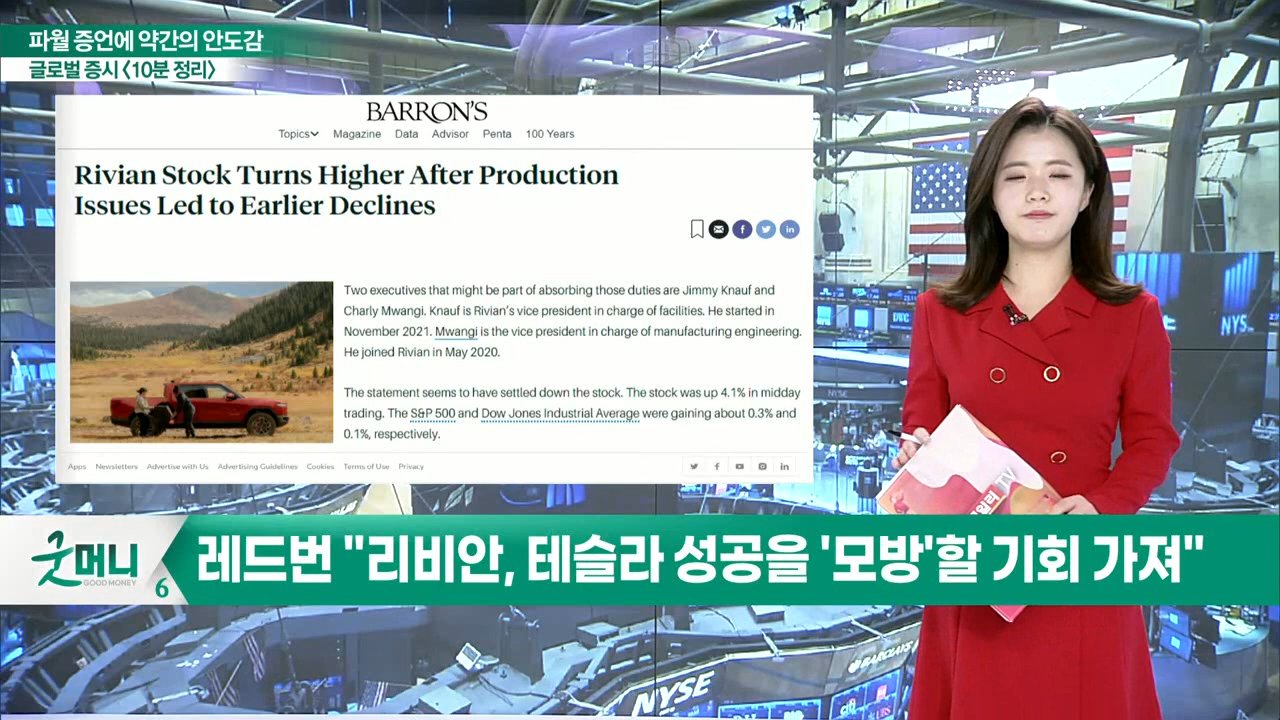 파월 증언에 약간의 안도감
글로벌 증시 <10분 정리>
BARRON'S
Topics Magazine Data Advisor Penta 100 Years
Rivian Stock Turns Higher After Production
Issues Led to Earlier Declines
Two executives that might be part of absorbing those duties are Jimmy Knauf and
Charly Mwangi. Knauf is Rivian's vice president in charge of facilities. He started in
November 2021. Mwangi is the vice president in charge of manufacturing engineering.
He joined Rivian in May 2020.
The statement seems to have settled down the stock. The stock was up 4.1% in midday
trading. The S&P 500 and Dow Jones Industrial Average were gaining about 0.3% and
0.1%, respectively.
Apps Newsletters Advertise with Us Advertising Guidelines Cookies Terms of Use Privacy
NYS
굿머니
GOOD MONEY
6
레드번 "리비안, 테슬라 성공을 '모방'할 기회 가져"
NYSE
BARCLAYS
citi
UBS